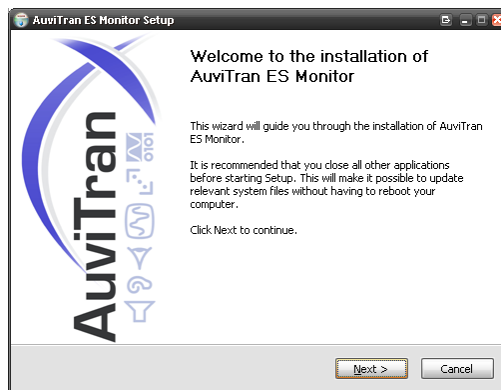 AuviTran ES Monitor Setup
Welcome to the installation of
AuviTran ES Monitor
This wizard will guide you through the installation of AuviTran
ES Monitor.
It is recommended that you close all other applications
before starting Setup. This will make it possible to update
relevant system files without having to reboot your
computer.
Click Next to continue.
AuviTran
0101
Next >
Cancel